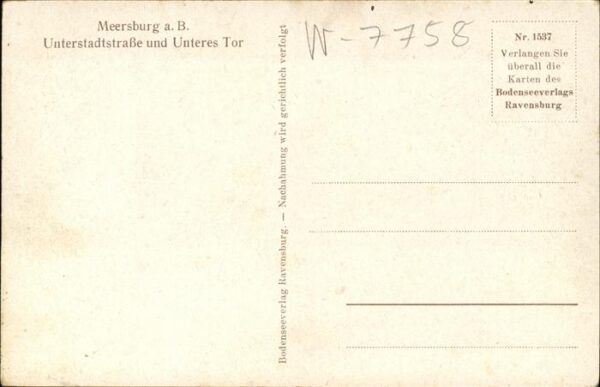 Meersburg a. B.
Unterstadtstraße und Unteres Tor
W-7758
Nr. 1537
Verlangen Sie
überall die
Karten des
Bodenseeverlags
Ravensburg
Bodenseeverlag Ravensburg. — Nachahmung wird gerichtlich verfolgt